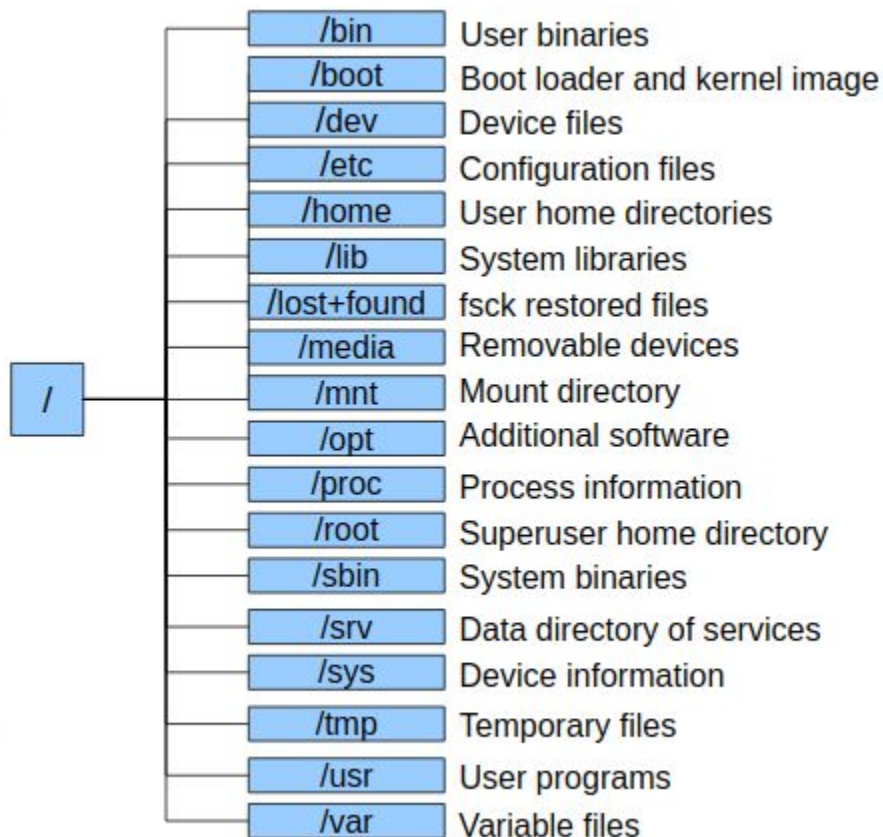 /bin User binaries
/boot Boot loader and kernel image
/dev Device files
/etc Configuration files
/home User home directories
/lib System libraries
/lost+found fsck restored files
/media Removable devices
/ /mnt Mount directory
/opt Additional software
/proc Process information
/root Superuser home directory
/sbin System binaries
/srv Data directory of services
/sys Device information
/tmp Temporary files
/usr User programs
/var Variable files